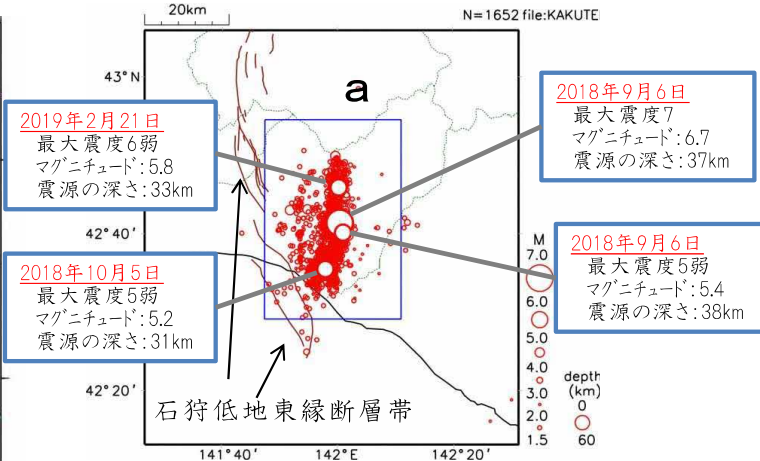 20km
N=1652 file:KAKUTE
43°N
a
2019年2月21日
最大震度6弱
マグニチュード:5.8
震源の深さ:33km
2018年9月6日
最大震度7
マグニチュード:6.7
震源の深さ:37km
42°40'
2018年10月5日
最大震度5弱
マグニチュード:5.2
震源の深さ:31km
2018年9月6日
最大震度5弱
マグニチュード:5.4
震源の深さ:38km
M
7.0
6.0
5.0
4.0
3.0
2.0
1.5
depth
(km)
0
60
42°20'
石狩低地東縁断層帯
141°40'
142°E
142°20'